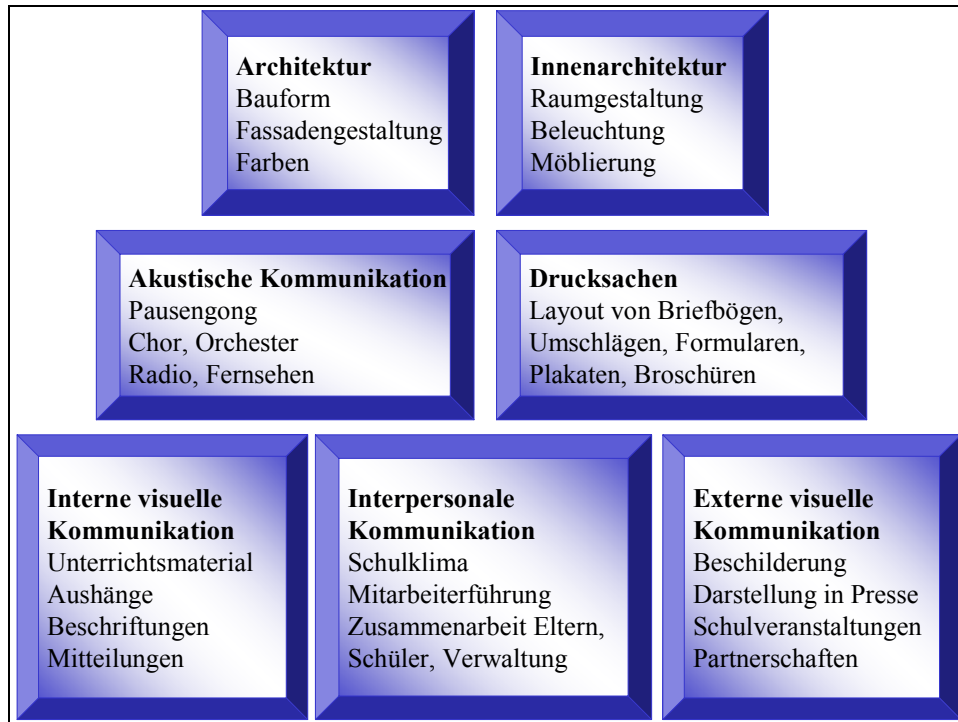 Architektur
Bauform
Fassadengestaltung
Farben
Innenarchitektur
Raumgestaltung
Beleuchtung
Möblierung
Akustische Kommunikation
Pausengong
Chor, Orchester
Radio, Fernsehen
Drucksachen
Layout von Briefbögen,
Umschlägen, Formularen,
Plakaten, Broschüren
Interne visuelle
Kommunikation
Unterrichtsmaterial
Aushänge
Beschriftungen
Mitteilungen
Interpersonale
Kommunikation
Schulklima
Mitarbeiterführung
Zusammenarbeit Eltern,
Schüler, Verwaltung
Externe visuelle
Kommunikation
Beschilderung
Darstellung in Presse
Schulveranstaltungen
Partnerschaften